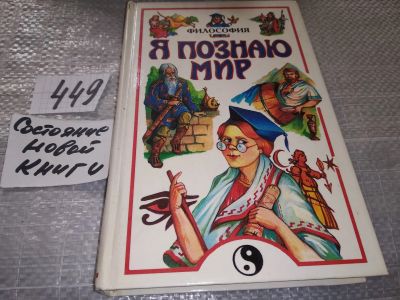 ФИЛОСОФИЯ
Я ПОЗНАЮ
МИР
449
Состояние
новой
книги